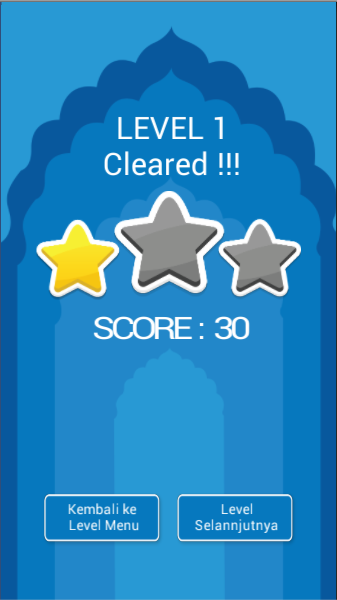 LEVEL 1
Cleared !!!
SCORE : 30
Kembali ke
Level Menu
Level
Selannjutnya